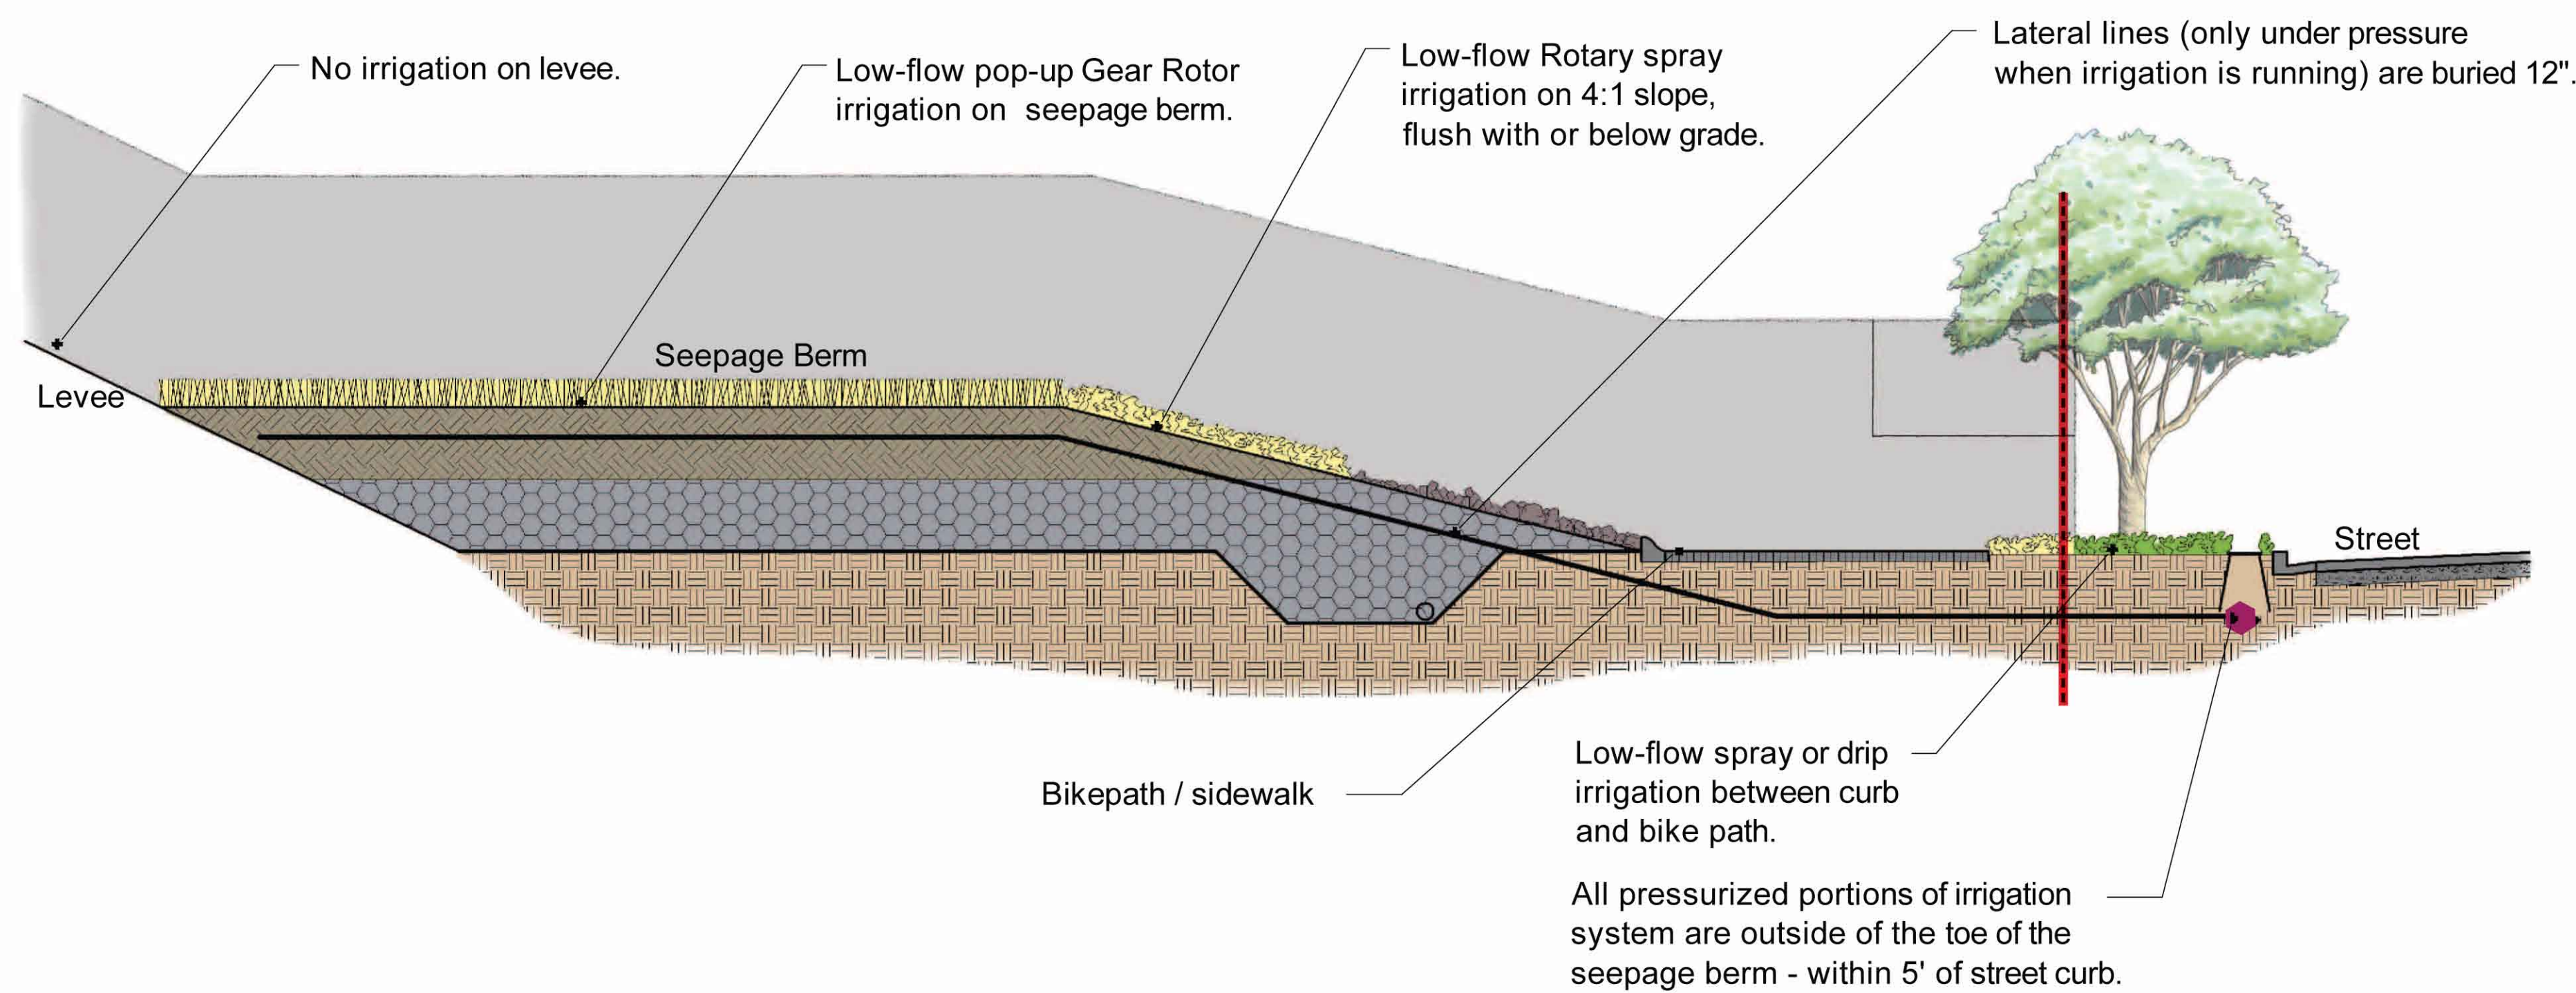 No irrigation on levee.
Low-flow pop-up Gear Rotor
irrigation on seepage berm.
Low-flow Rotary spray
irrigation on 4:1 slope,
flush with or below grade.
Lateral lines (only under pressure
when irrigation is running) are buried 12".
Seepage Berm
Levee
Street
Bikepath / sidewalk
Low-flow spray or drip
irrigation between curb
and bike path.
All pressurized portions of irrigation
system are outside of the toe of the
seepage berm - within 5' of street curb.